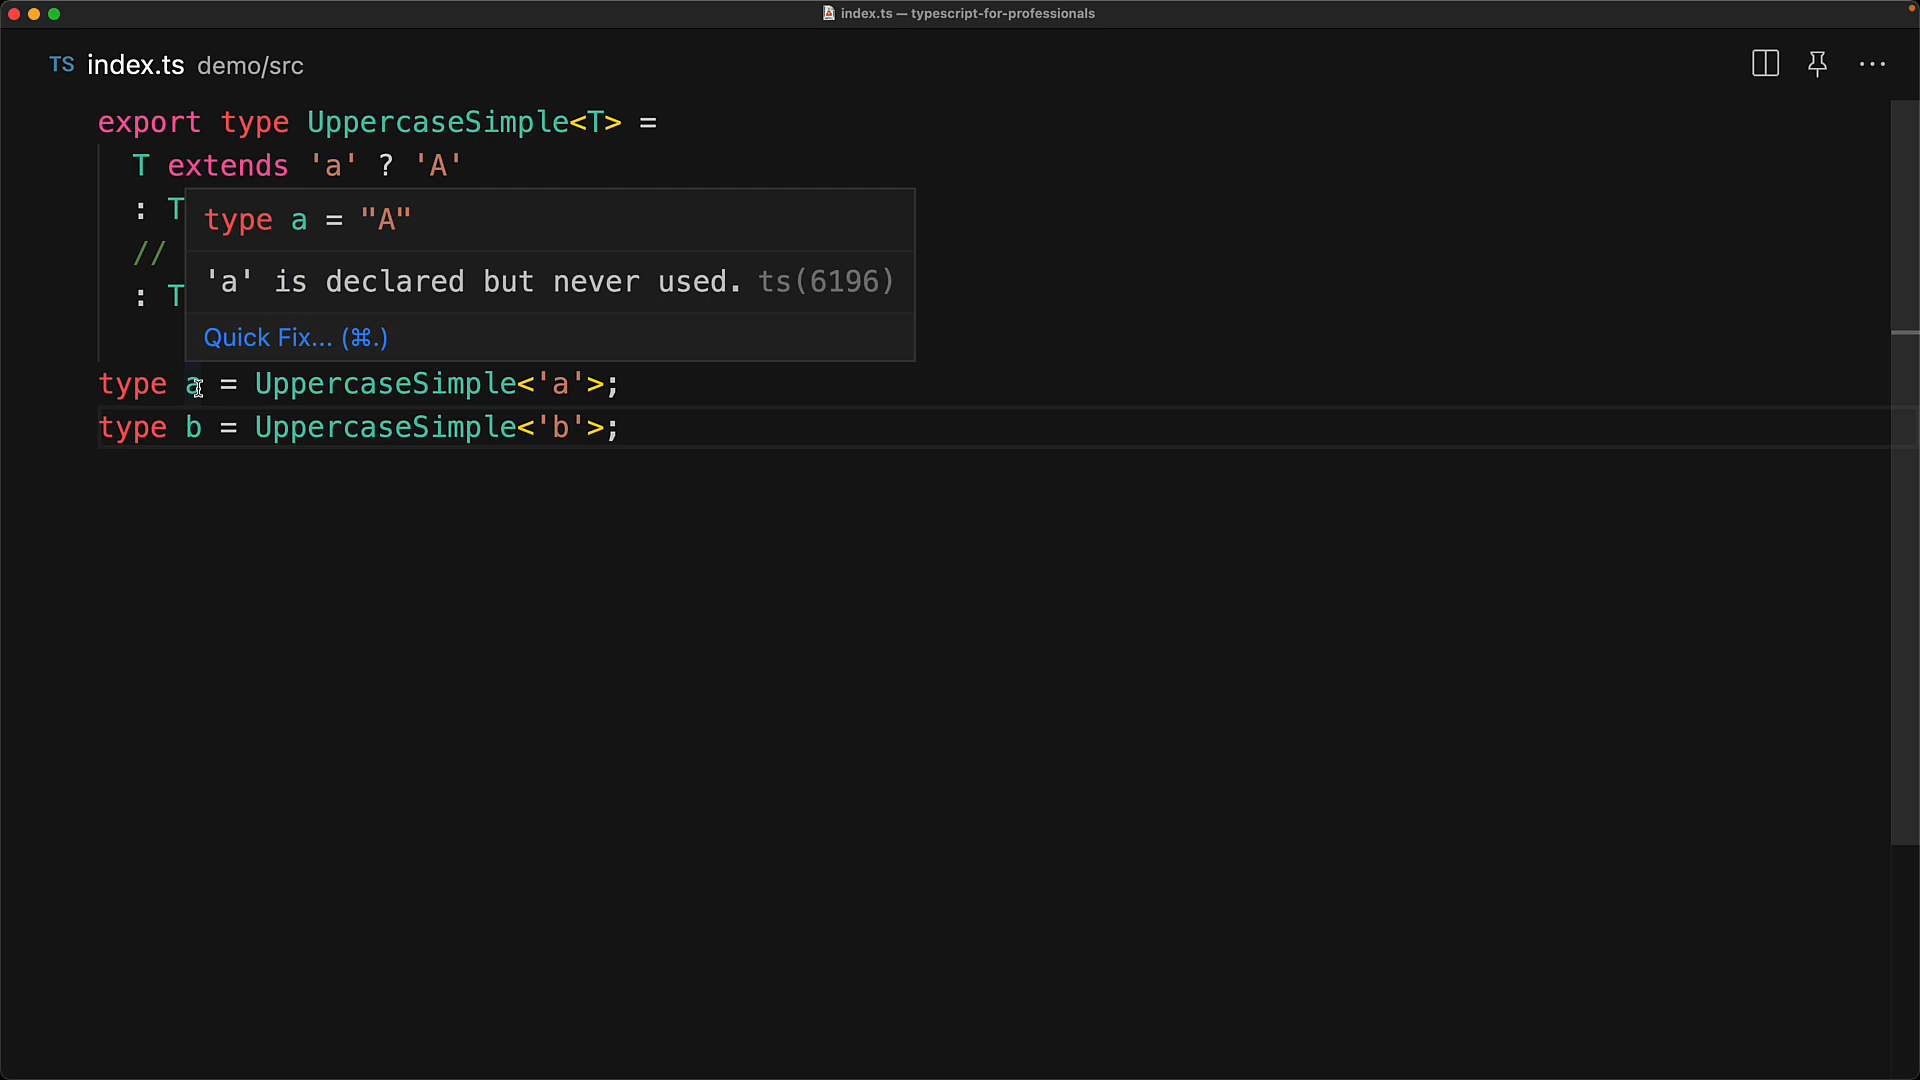 index.ts — typescript-for-professionals
TS index.ts demo/src
export type UppercaseSimple<T> =
T extends 'a' ? 'A'
: T
//
: T
type a = "A"
'a' is declared but never used. ts(6196)
Quick Fix... (⌘.)
type a = UppercaseSimple<'a'>;
type b = UppercaseSimple<'b'>;